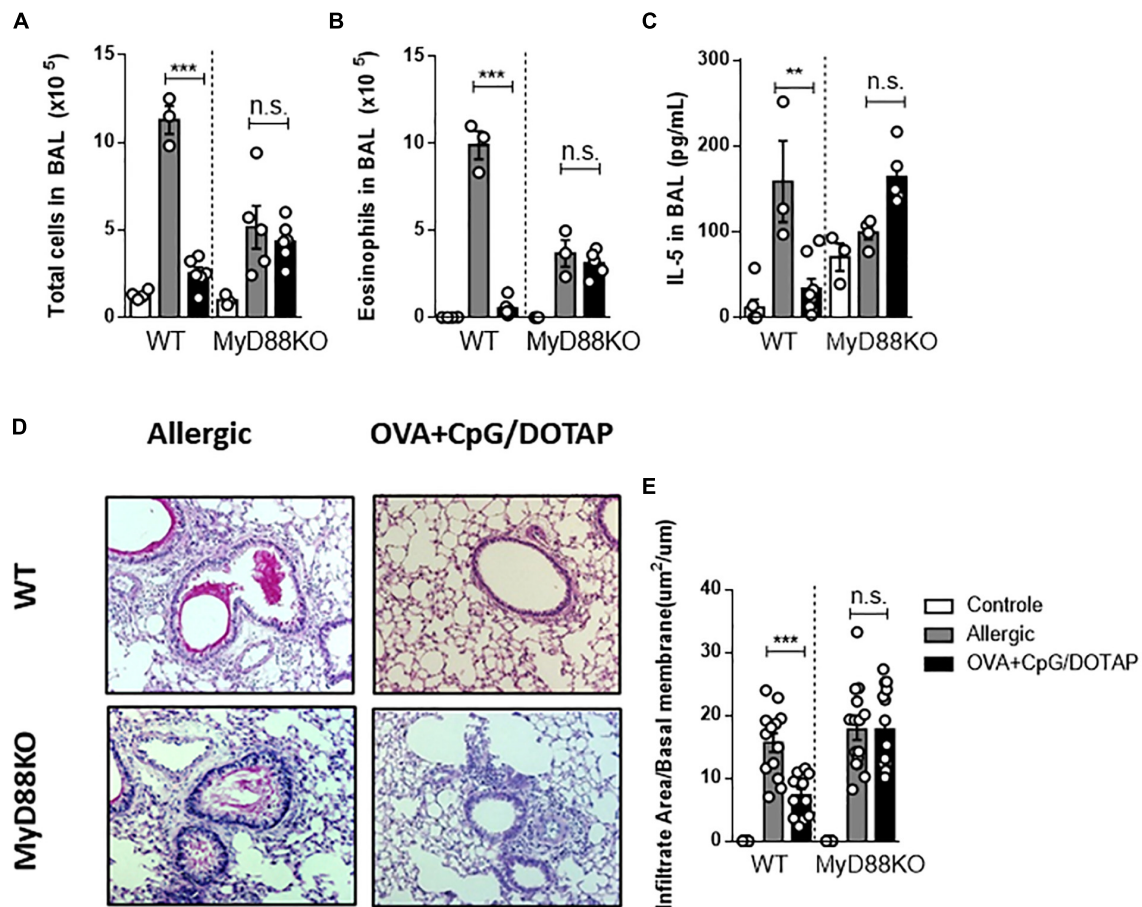 A
Total cells in BAL (x10 5)
15
10
5
0
***
n.s.
WT
MyD88KO
B
Eosinophils in BAL (x10 5)
15
10
5
0
***
n.s.
WT
MyD88KO
C
IL-5 in BAL (pg/mL)
300
200
100
0
**
n.s.
WT
MyD88KO
D
Allergic
OVA+CpG/DOTAP
WT
MyD88KO
E
Infiltrate Area/Basal membrane(um²/um)
40
30
20
10
0
***
n.s.
WT
MyD88KO
Controle
Allergic
OVA+CpG/DOTAP